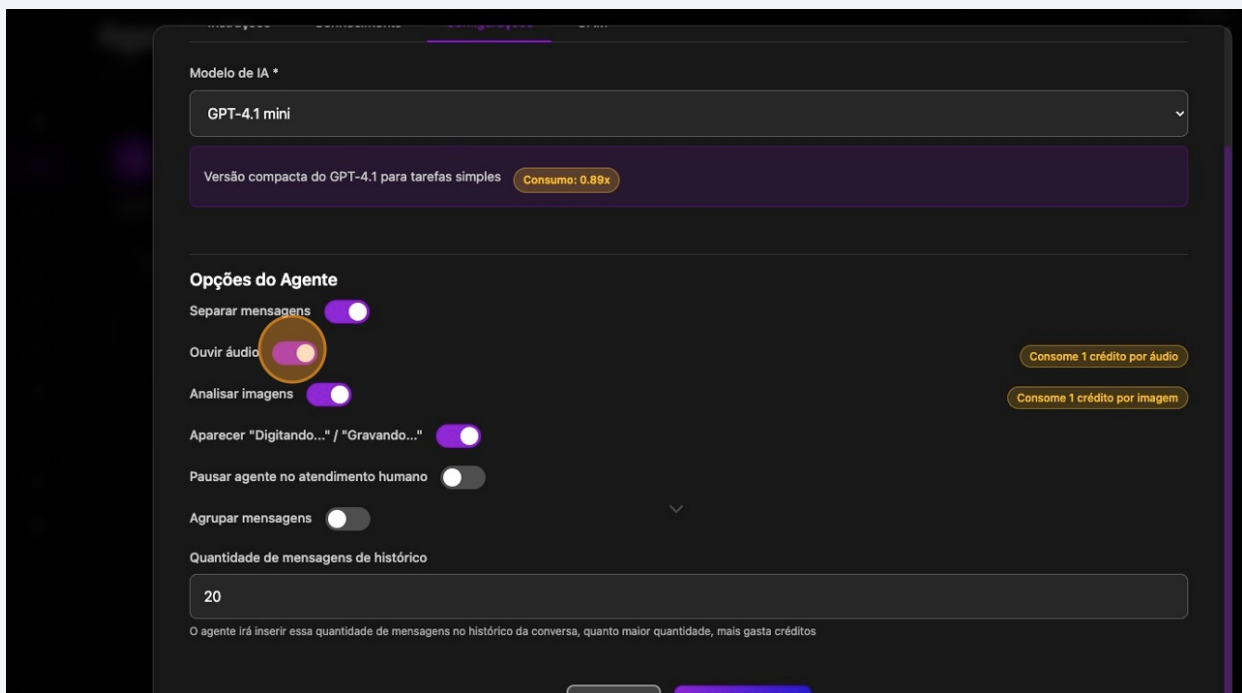 Modelo de IA *
GPT-4.1 mini
Versão compacta do GPT-4.1 para tarefas simples Consumo: 0.89x
Opções do Agente
Separar mensagens
Ouvir áudio Consome 1 crédito por áudio
Analisar imagens Consome 1 crédito por imagem
Aparecer "Digitando..." / "Gravando..."
Pausar agente no atendimento humano
Agrupar mensagens
Quantidade de mensagens de histórico
20
O agente irá inserir essa quantidade de mensagens no histórico da conversa, quanto maior quantidade, mais gasta créditos